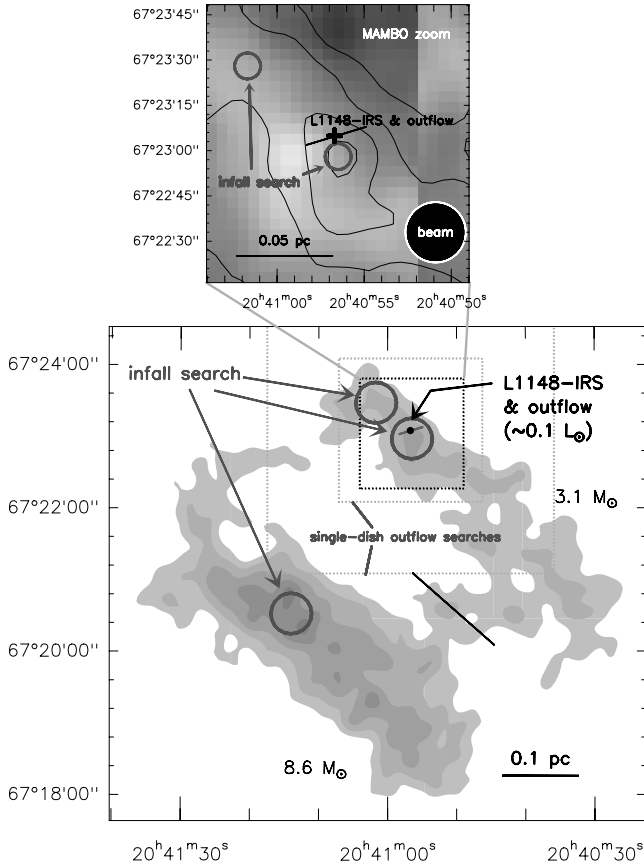 67°23'45''
MAMBO zoom
67°23'30''
67°23'15''
L1148-IRS & outflow
67°23'00''
infall search
67°22'45''
beam
67°22'30''
0.05 pc
20ʰ41ᵐ00ˢ
20ʰ40ᵐ55ˢ
20ʰ40ᵐ50ˢ
67°24'00''
infall search
L1148-IRS
& outflow
(~0.1 L⊙)
67°22'00''
3.1 M⊙
single-dish outflow searches
67°20'00''
0.1 pc
8.6 M⊙
67°18'00''
20ʰ41ᵐ30ˢ
20ʰ41ᵐ00ˢ
20ʰ40ᵐ30ˢ